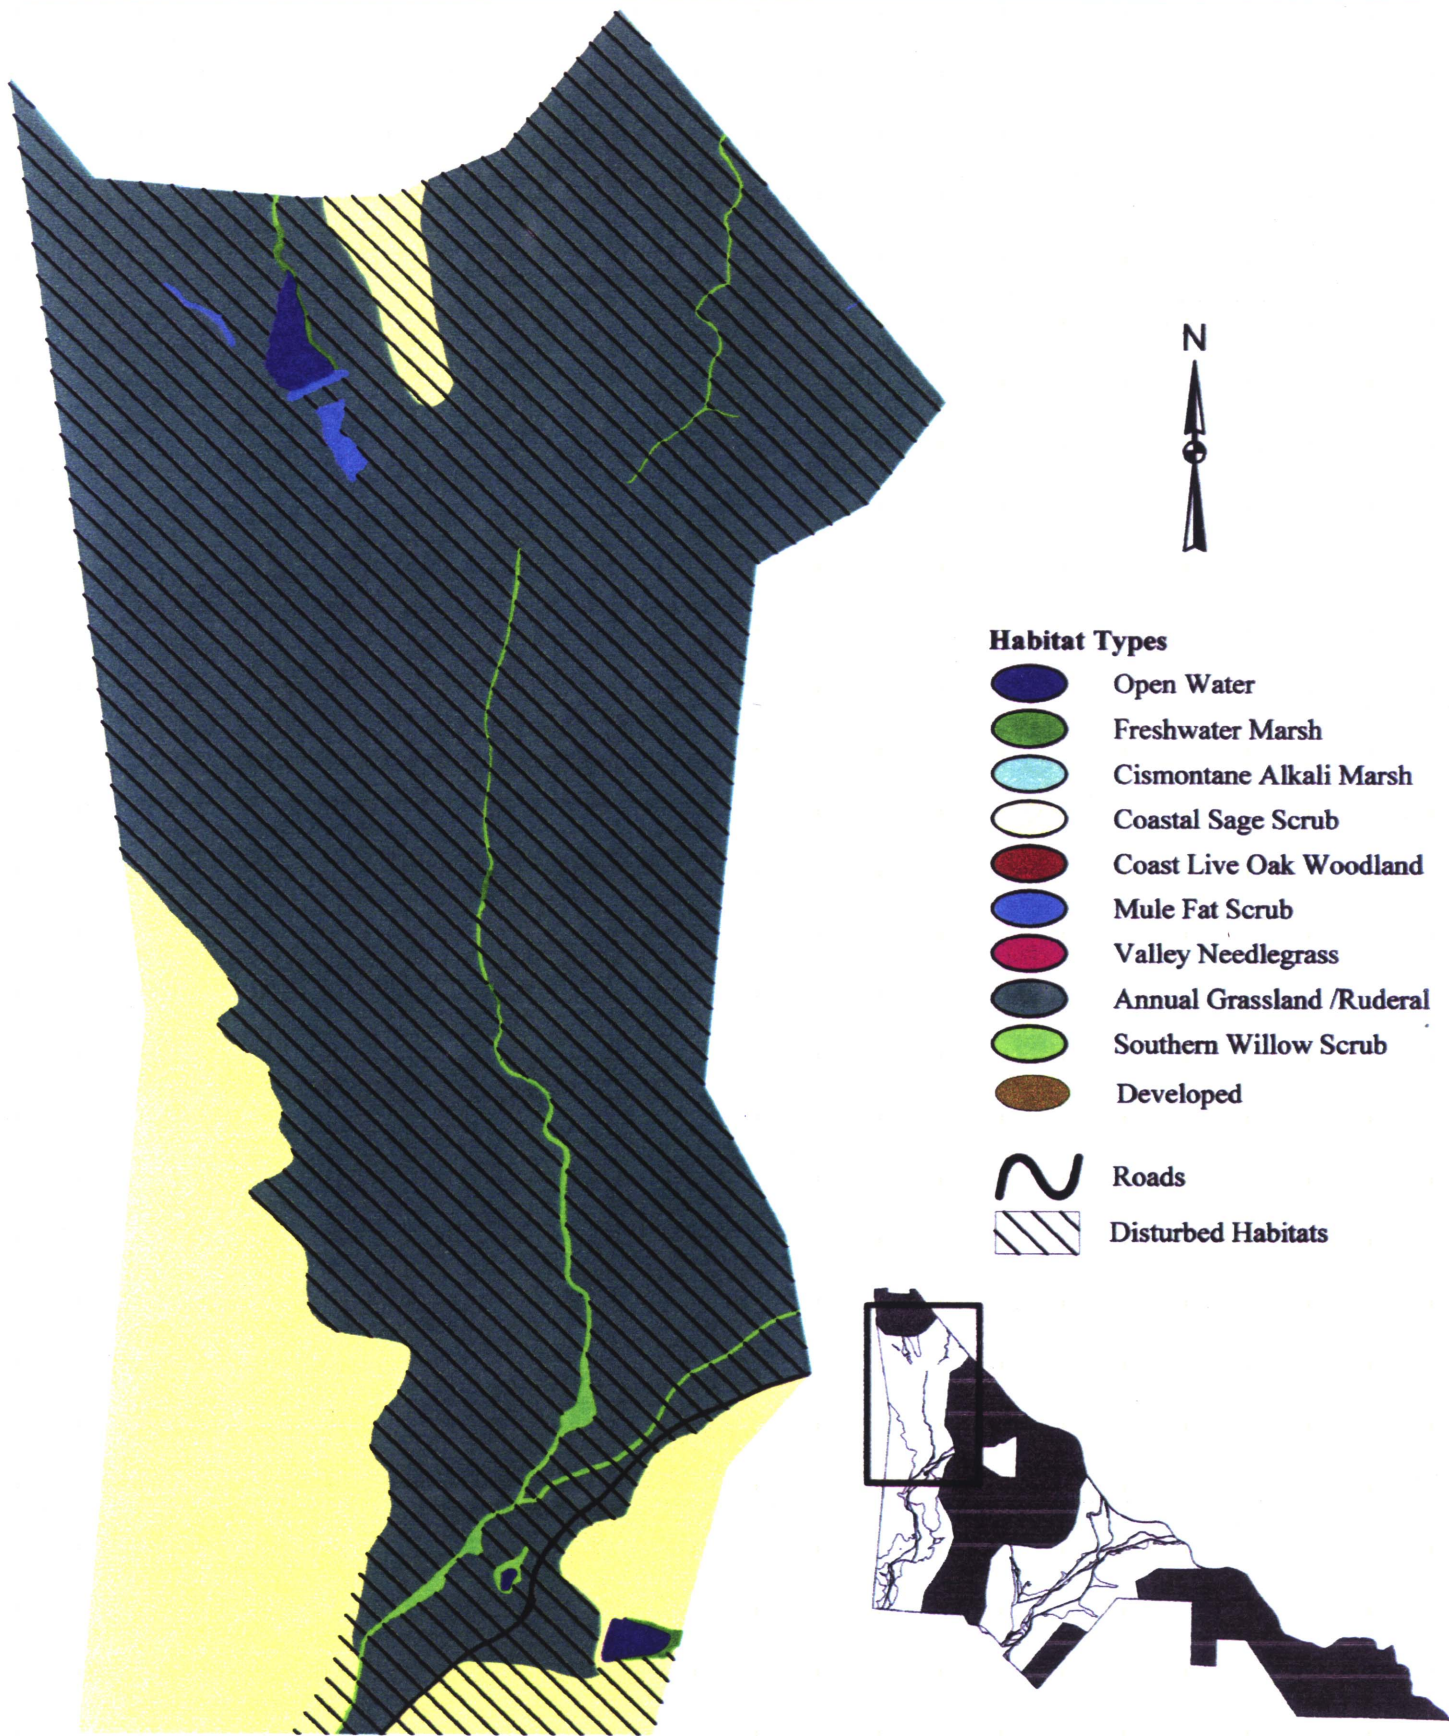 N
Habitat Types
Open Water
Freshwater Marsh
Cismontane Alkali Marsh
Coastal Sage Scrub
Coast Live Oak Woodland
Mule Fat Scrub
Valley Needlegrass
Annual Grassland /Ruderal
Southern Willow Scrub
Developed
Roads
Disturbed Habitats